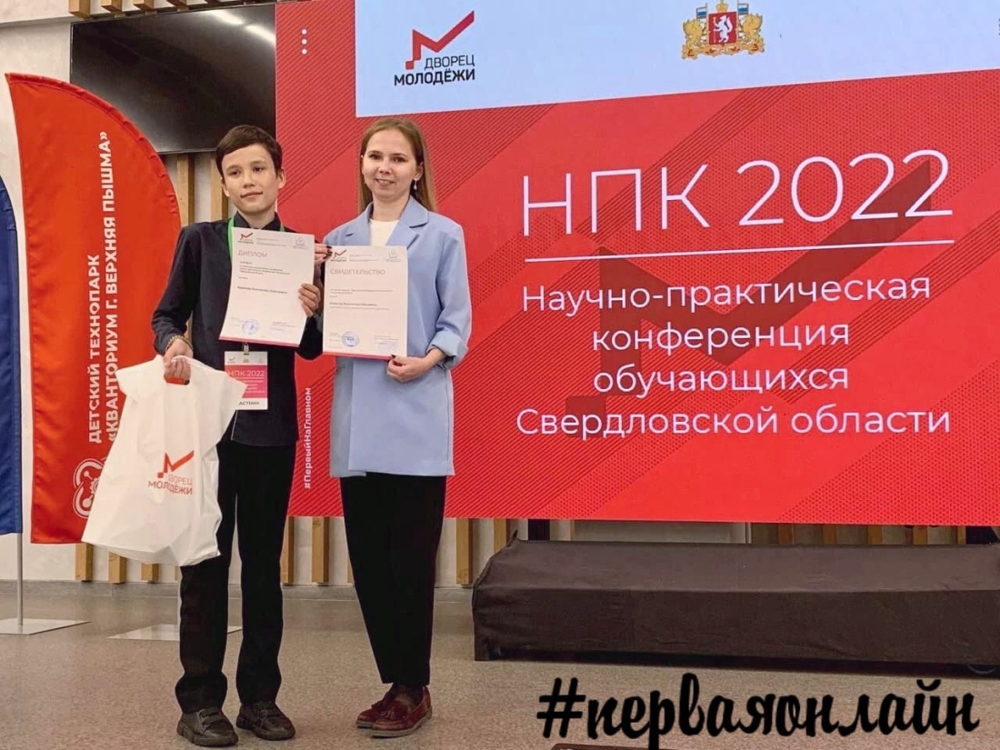 ДВОРЕЦ
МОЛОДЁЖИ
НПК 2022
Научно-практическая
конференция
обучающихся
Свердловской области
#ПервыйНаГлавном
ДЕТСКИЙ ТЕХНОПАРК
«КВАНТОРИУМ Г. ВЕРХНЯЯ ПЫШМА»
ДИПЛОМ
СВИДЕТЕЛЬСТВО
НПК 2022
ДВОРЕЦ
МОЛОДЁЖИ
#перваяонлайн